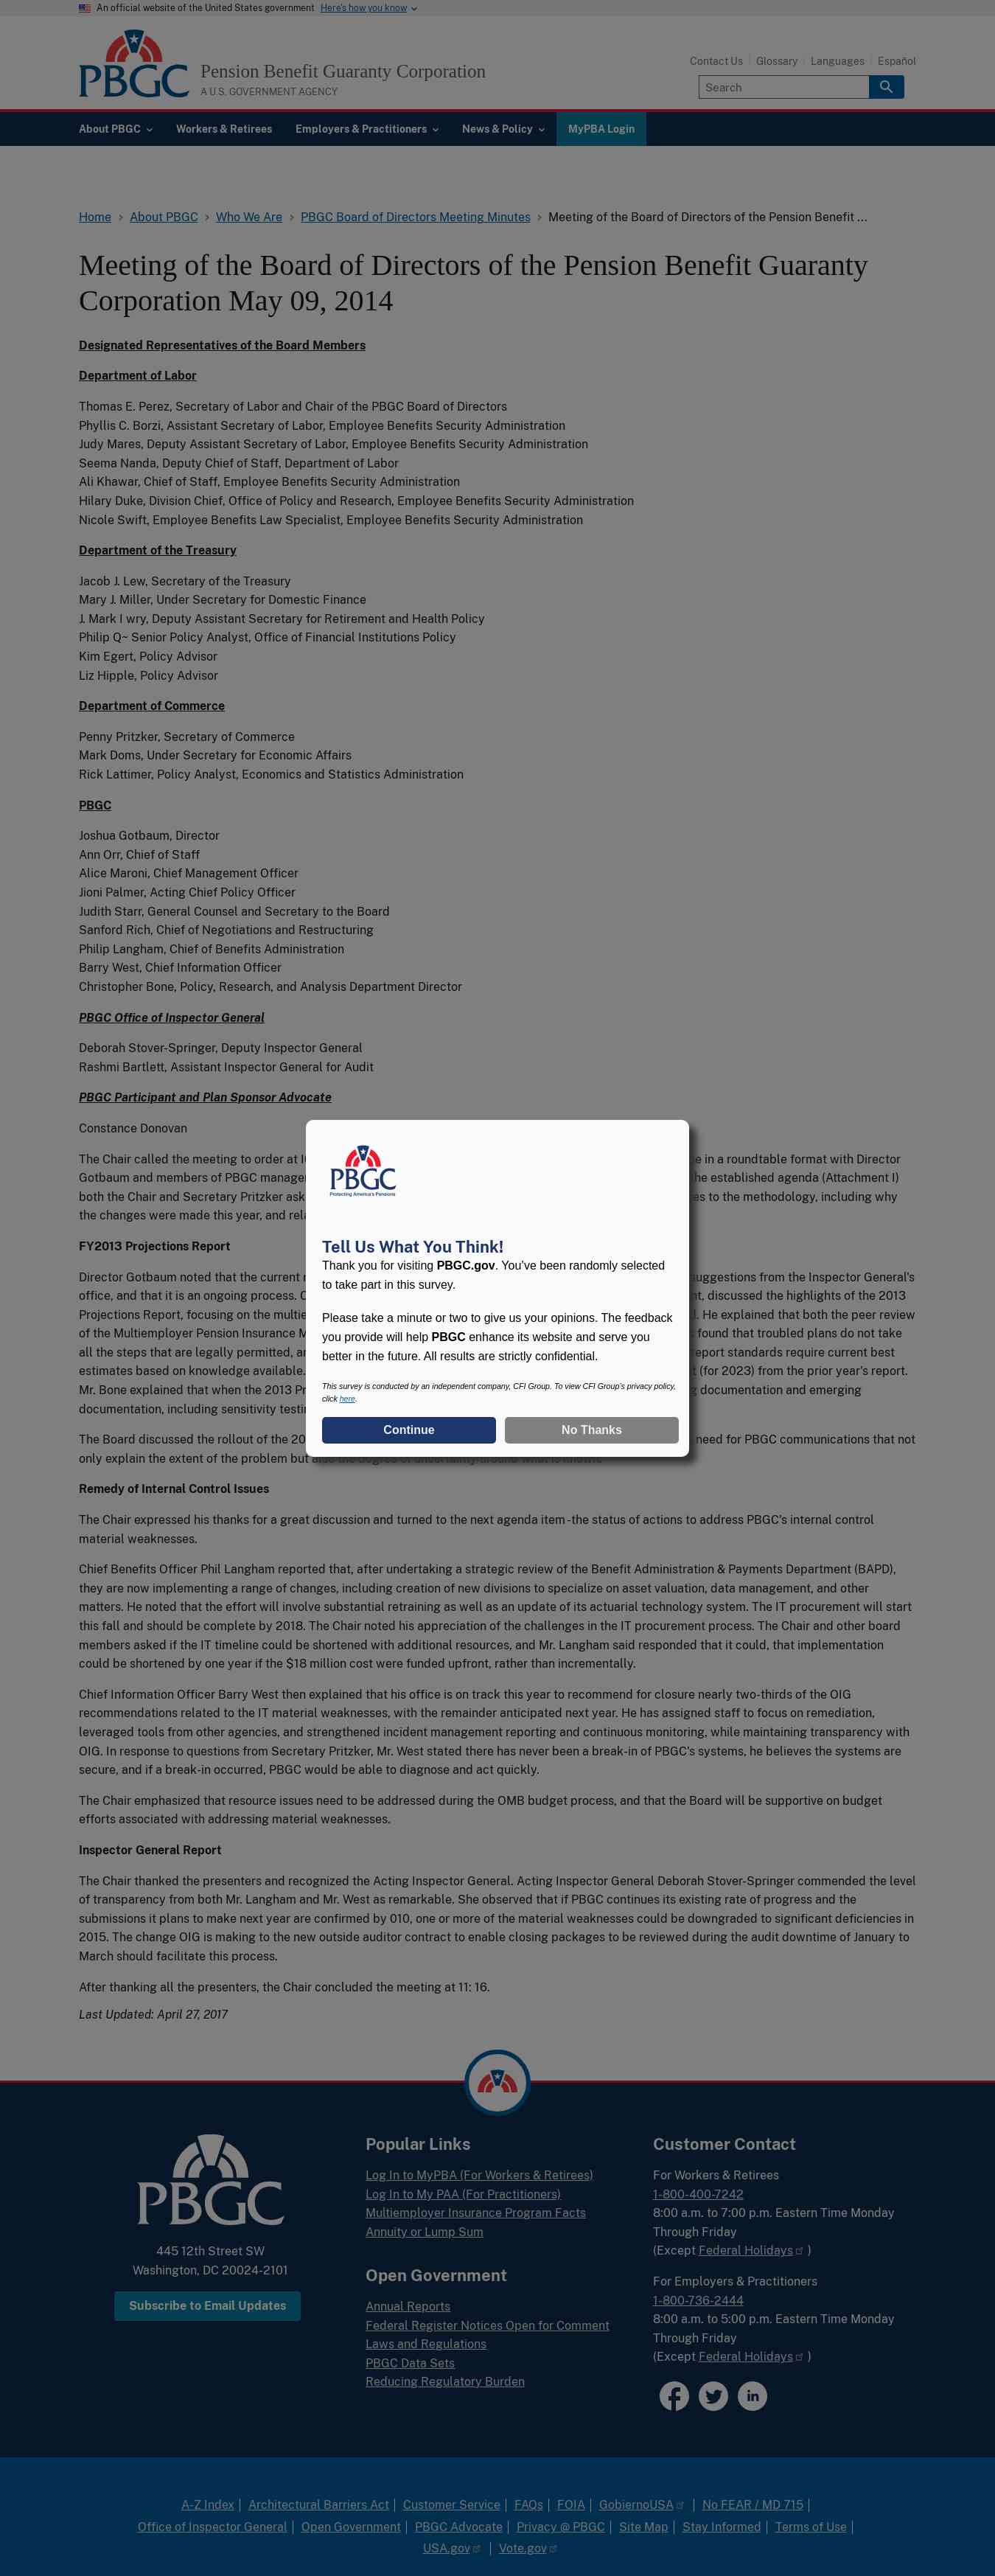 An official website of the United States government Here's how you know
PBGC
Pension Benefit Guaranty Corporation
A U.S. GOVERNMENT AGENCY
Contact Us Glossary Languages Español
Search
About PBGC Workers & Retirees Employers & Practitioners News & Policy MyPBA Login
Home > About PBGC > Who We Are > PBGC Board of Directors Meeting Minutes > Meeting of the Board of Directors of the Pension Benefit ...
Meeting of the Board of Directors of the Pension Benefit Guaranty
Corporation May 09, 2014
Designated Representatives of the Board Members
Department of Labor
Thomas E. Perez, Secretary of Labor and Chair of the PBGC Board of Directors
Phyllis C. Borzi, Assistant Secretary of Labor, Employee Benefits Security Administration
Judy Mares, Deputy Assistant Secretary of Labor, Employee Benefits Security Administration
Seema Nanda, Deputy Chief of Staff, Department of Labor
Ali Khawar, Chief of Staff, Employee Benefits Security Administration
Hilary Duke, Division Chief, Office of Policy and Research, Employee Benefits Security Administration
Nicole Swift, Employee Benefits Law Specialist, Employee Benefits Security Administration
Department of the Treasury
Jacob J. Lew, Secretary of the Treasury
Mary J. Miller, Under Secretary for Domestic Finance
J. Mark I wry, Deputy Assistant Secretary for Retirement and Health Policy
Philip Q~ Senior Policy Analyst, Office of Financial Institutions Policy
Kim Egert, Policy Advisor
Liz Hipple, Policy Advisor
Department of Commerce
Penny Pritzker, Secretary of Commerce
Mark Doms, Under Secretary for Economic Affairs
Rick Lattimer, Policy Analyst, Economics and Statistics Administration
PBGC
Joshua Gotbaum, Director
Ann Orr, Chief of Staff
Alice Maroni, Chief Management Officer
Jioni Palmer, Acting Chief Policy Officer
Judith Starr, General Counsel and Secretary to the Board
Sanford Rich, Chief of Negotiations and Restructuring
Philip Langham, Chief of Benefits Administration
Barry West, Chief Information Officer
Christopher Bone, Policy, Research, and Analysis Department Director
PBGC Office of Inspector General
Deborah Stover-Springer, Deputy Inspector General
Rashmi Bartlett, Assistant Inspector General for Audit
PBGC Participant and Plan Sponsor Advocate
Constance Donovan
The Chair called the meeting to order at in a roundtable format with Director
Gotbaum and members of PBGC the established agenda (Attachment I)
both the Chair and Secretary Pritzker to the methodology, including why
the changes were made this year, and
FY2013 Projections Report
Director Gotbaum noted that the current suggestions from the Inspector General's
office, and that it is an ongoing process. discussed the highlights of the 2013
Projections Report, focusing on the He explained that both the peer review
of the Multiemployer Pension Insurance found that troubled plans do not take
all the steps that are legally permitted, report standards require current best
estimates based on knowledge available. (for 2023) from the prior year's report.
Mr. Bone explained that when the 2013 documentation and emerging
documentation, including sensitivity
The Board discussed the rollout of the need for PBGC communications that not
only explain the extent of the problem but also the degree of uncertainty around what is known.
PBGC
Protecting America's Pensions
Tell Us What You Think!
Thank you for visiting PBGC.gov. You've been randomly selected
to take part in this survey.
Please take a minute or two to give us your opinions. The feedback
you provide will help PBGC enhance its website and serve you
better in the future. All results are strictly confidential.
This survey is conducted by an independent company, CFI Group. To view CFI Group's privacy policy,
click here.
Continue No Thanks
Remedy of Internal Control Issues
The Chair expressed his thanks for a great discussion and turned to the next agenda item -the status of actions to address PBGC's internal control
material weaknesses.
Chief Benefits Officer Phil Langham reported that, after undertaking a strategic review of the Benefit Administration & Payments Department (BAPD),
they are now implementing a range of changes, including creation of new divisions to specialize on asset valuation, data management, and other
matters. He noted that the effort will involve substantial retraining as well as an update of its actuarial technology system. The IT procurement will start
this fall and should be complete by 2018. The Chair noted his appreciation of the challenges in the IT procurement process. The Chair and other board
members asked if the IT timeline could be shortened with additional resources, and Mr. Langham said responded that it could, that implementation
could be shortened by one year if the $18 million cost were funded upfront, rather than incrementally.
Chief Information Officer Barry West then explained that his office is on track this year to recommend for closure nearly two-thirds of the OIG
recommendations related to the IT material weaknesses, with the remainder anticipated next year. He has assigned staff to focus on remediation,
leveraged tools from other agencies, and strengthened incident management reporting and continuous monitoring, while maintaining transparency with
OIG. In response to questions from Secretary Pritzker, Mr. West stated there has never been a break-in of PBGC's systems, he believes the systems are
secure, and if a break-in occurred, PBGC would be able to diagnose and act quickly.
The Chair emphasized that resource issues need to be addressed during the OMB budget process, and that the Board will be supportive on budget
efforts associated with addressing material weaknesses.
Inspector General Report
The Chair thanked the presenters and recognized the Acting Inspector General. Acting Inspector General Deborah Stover-Springer commended the level
of transparency from both Mr. Langham and Mr. West as remarkable. She observed that if PBGC continues its existing rate of progress and the
submissions it plans to make next year are confirmed by 010, one or more of the material weaknesses could be downgraded to significant deficiencies in
2015. The change OIG is making to the new outside auditor contract to enable closing packages to be reviewed during the audit downtime of January to
March should facilitate this process.
After thanking all the presenters, the Chair concluded the meeting at 11: 16.
Last Updated: April 27, 2017
PBGC
445 12th Street SW
Washington, DC 20024-2101
Subscribe to Email Updates
Popular Links
Log In to MyPBA (For Workers & Retirees)
Log In to My PAA (For Practitioners)
Multiemployer Insurance Program Facts
Annuity or Lump Sum
Open Government
Annual Reports
Federal Register Notices Open for Comment
Laws and Regulations
PBGC Data Sets
Reducing Regulatory Burden
Customer Contact
For Workers & Retirees
1-800-400-7242
8:00 a.m. to 7:00 p.m. Eastern Time Monday
Through Friday
(Except Federal Holidays )
For Employers & Practitioners
1-800-736-2444
8:00 a.m. to 5:00 p.m. Eastern Time Monday
Through Friday
(Except Federal Holidays )
A-Z Index | Architectural Barriers Act | Customer Service | FAQs | FOIA | GobiernoUSA | No FEAR / MD 715 |
Office of Inspector General | Open Government | PBGC Advocate | Privacy @ PBGC | Site Map | Stay Informed | Terms of Use |
USA.gov | Vote.gov